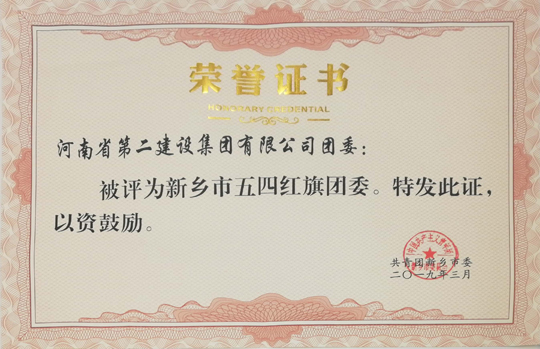 荣誉证书
HONORARY CREDENTIAL
河南省第二建设集团有限公司团委：
被评为新乡市五四红旗团委。特发此证，
以资鼓励。
共青团新乡市委
二〇一九年三月